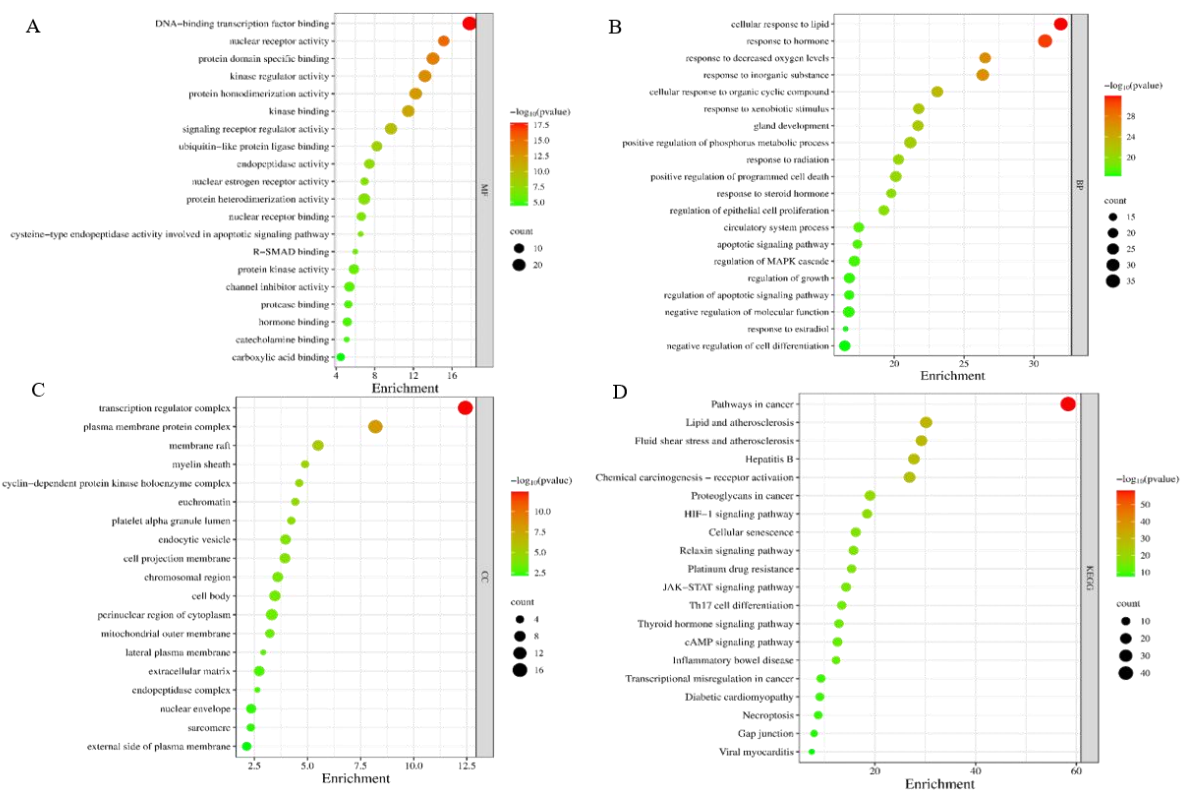 A
DNA-binding transcription factor binding
nuclear receptor activity
protein domain specific binding
kinase regulator activity
protein homodimerization activity
kinase binding
signaling receptor regulator activity
ubiquitin-like protein ligase binding
endopeptidase activity
nuclear estrogen receptor activity
protein heterodimerization activity
nuclear receptor binding
cysteine-type endopeptidase activity involved in apoptotic signaling pathway
R-SMAD binding
protein kinase activity
channel inhibitor activity
protease binding
hormone binding
catecholamine binding
carboxylic acid binding
4 8 12 16
Enrichment
MF
-log10(pvalue)
17.5
15.0
12.5
10.0
7.5
5.0
count
10
20
B
cellular response to lipid
response to hormone
response to decreased oxygen levels
response to inorganic substance
cellular response to organic cyclic compound
response to xenobiotic stimulus
gland development
positive regulation of phosphorus metabolic process
response to radiation
positive regulation of programmed cell death
response to steroid hormone
regulation of epithelial cell proliferation
circulatory system process
apoptotic signaling pathway
regulation of MAPK cascade
regulation of growth
regulation of apoptotic signaling pathway
negative regulation of molecular function
response to estradiol
negative regulation of cell differentiation
20 25 30
Enrichment
BP
-log10(pvalue)
28
24
20
count
15
20
25
30
35
C
transcription regulator complex
plasma membrane protein complex
membrane raft
myelin sheath
cyclin-dependent protein kinase holoenzyme complex
euchromatin
platelet alpha granule lumen
endocytic vesicle
cell projection membrane
chromosomal region
cell body
perinuclear region of cytoplasm
mitochondrial outer membrane
lateral plasma membrane
extracellular matrix
endopeptidase complex
nuclear envelope
sarcomere
external side of plasma membrane
2.5 5.0 7.5 10.0 12.5
Enrichment
CC
-log10(pvalue)
10.0
7.5
5.0
2.5
count
4
8
12
16
D
Pathways in cancer
Lipid and atherosclerosis
Fluid shear stress and atherosclerosis
Hepatitis B
Chemical carcinogenesis - receptor activation
Proteoglycans in cancer
HIF-1 signaling pathway
Cellular senescence
Relaxin signaling pathway
Platinum drug resistance
JAK-STAT signaling pathway
Th17 cell differentiation
Thyroid hormone signaling pathway
cAMP signaling pathway
Inflammatory bowel disease
Transcriptional misregulation in cancer
Diabetic cardiomyopathy
Necroptosis
Gap junction
Viral myocarditis
20 40 60
Enrichment
KEGG
-log10(pvalue)
50
40
30
20
10
count
10
20
30
40